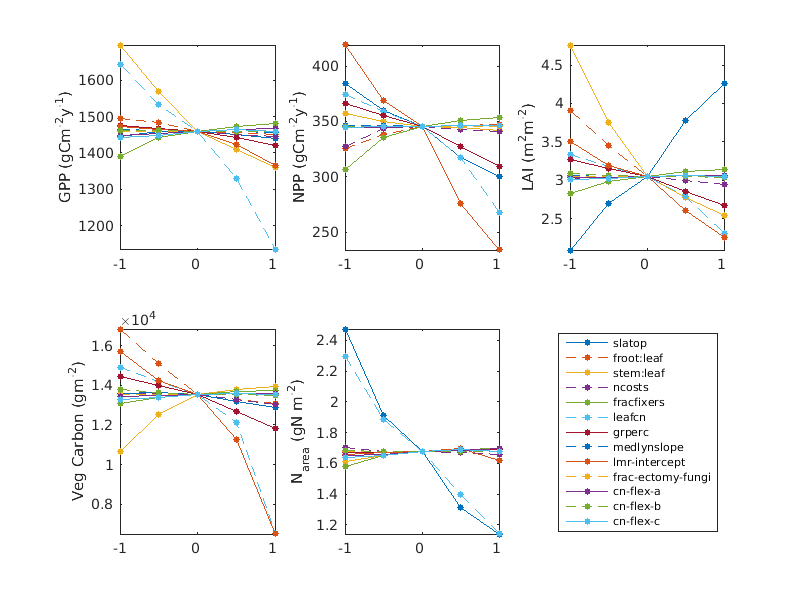 GPP (gCm-2y-1)
1600
1500
1400
1300
1200
-1 0 1
NPP (gCm-2y-1)
400
350
300
250
-1 0 1
LAI (m2m-2)
4.5
4
3.5
3
2.5
-1 0 1
Veg Carbon (gm-2)
×10^4
1.6
1.4
1.2
1
0.8
-1 0 1
Narea (gN m-2)
2.4
2.2
2
1.8
1.6
1.4
1.2
-1 0 1
slatop
froot:leaf
stem:leaf
ncosts
fracfixers
leafcn
grperc
medlynslope
lmr-intercept
frac-ectomy-fungi
cn-flex-a
cn-flex-b
cn-flex-c